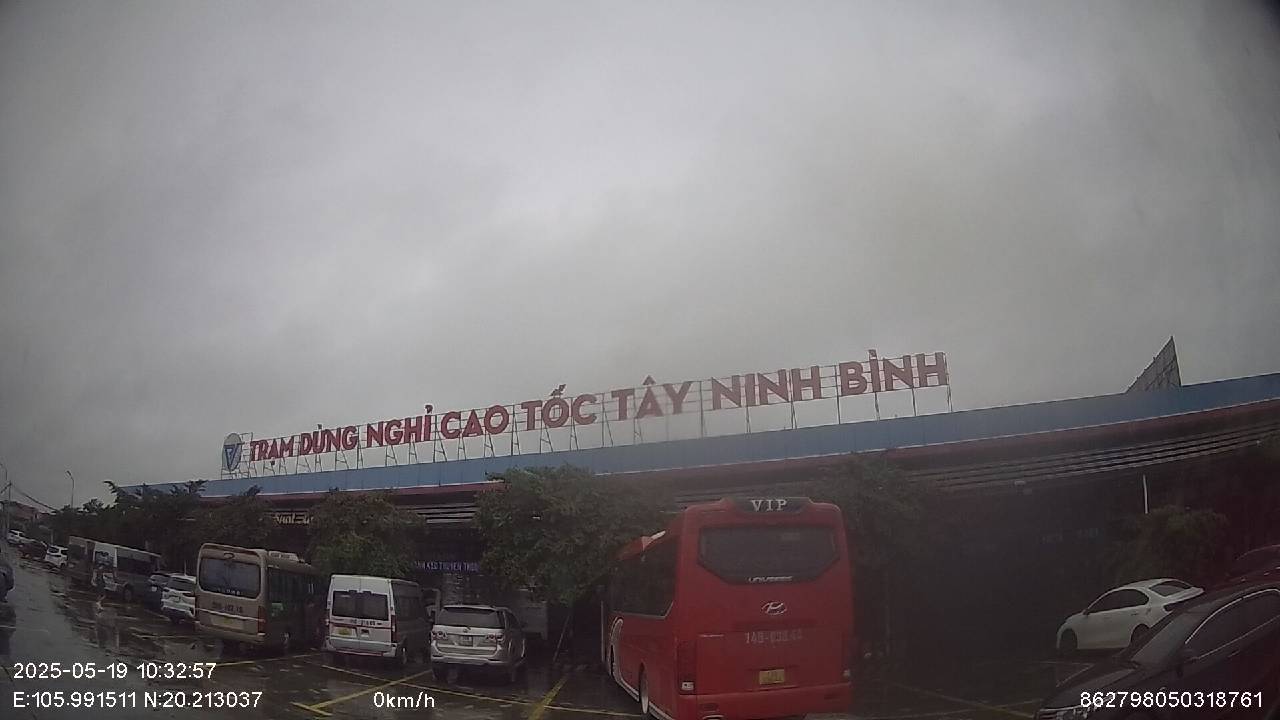 TRẠM DỪNG NGHỈ CAO TỐC TÂY NINH BÌNH
VIP
UNIVERSE
2025-05-19 10:32:57
E:105.991511 N:20.213037
0km/h
862798050318761